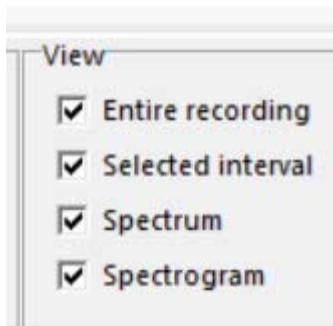 View
Entire recording
Selected interval
Spectrum
Spectrogram